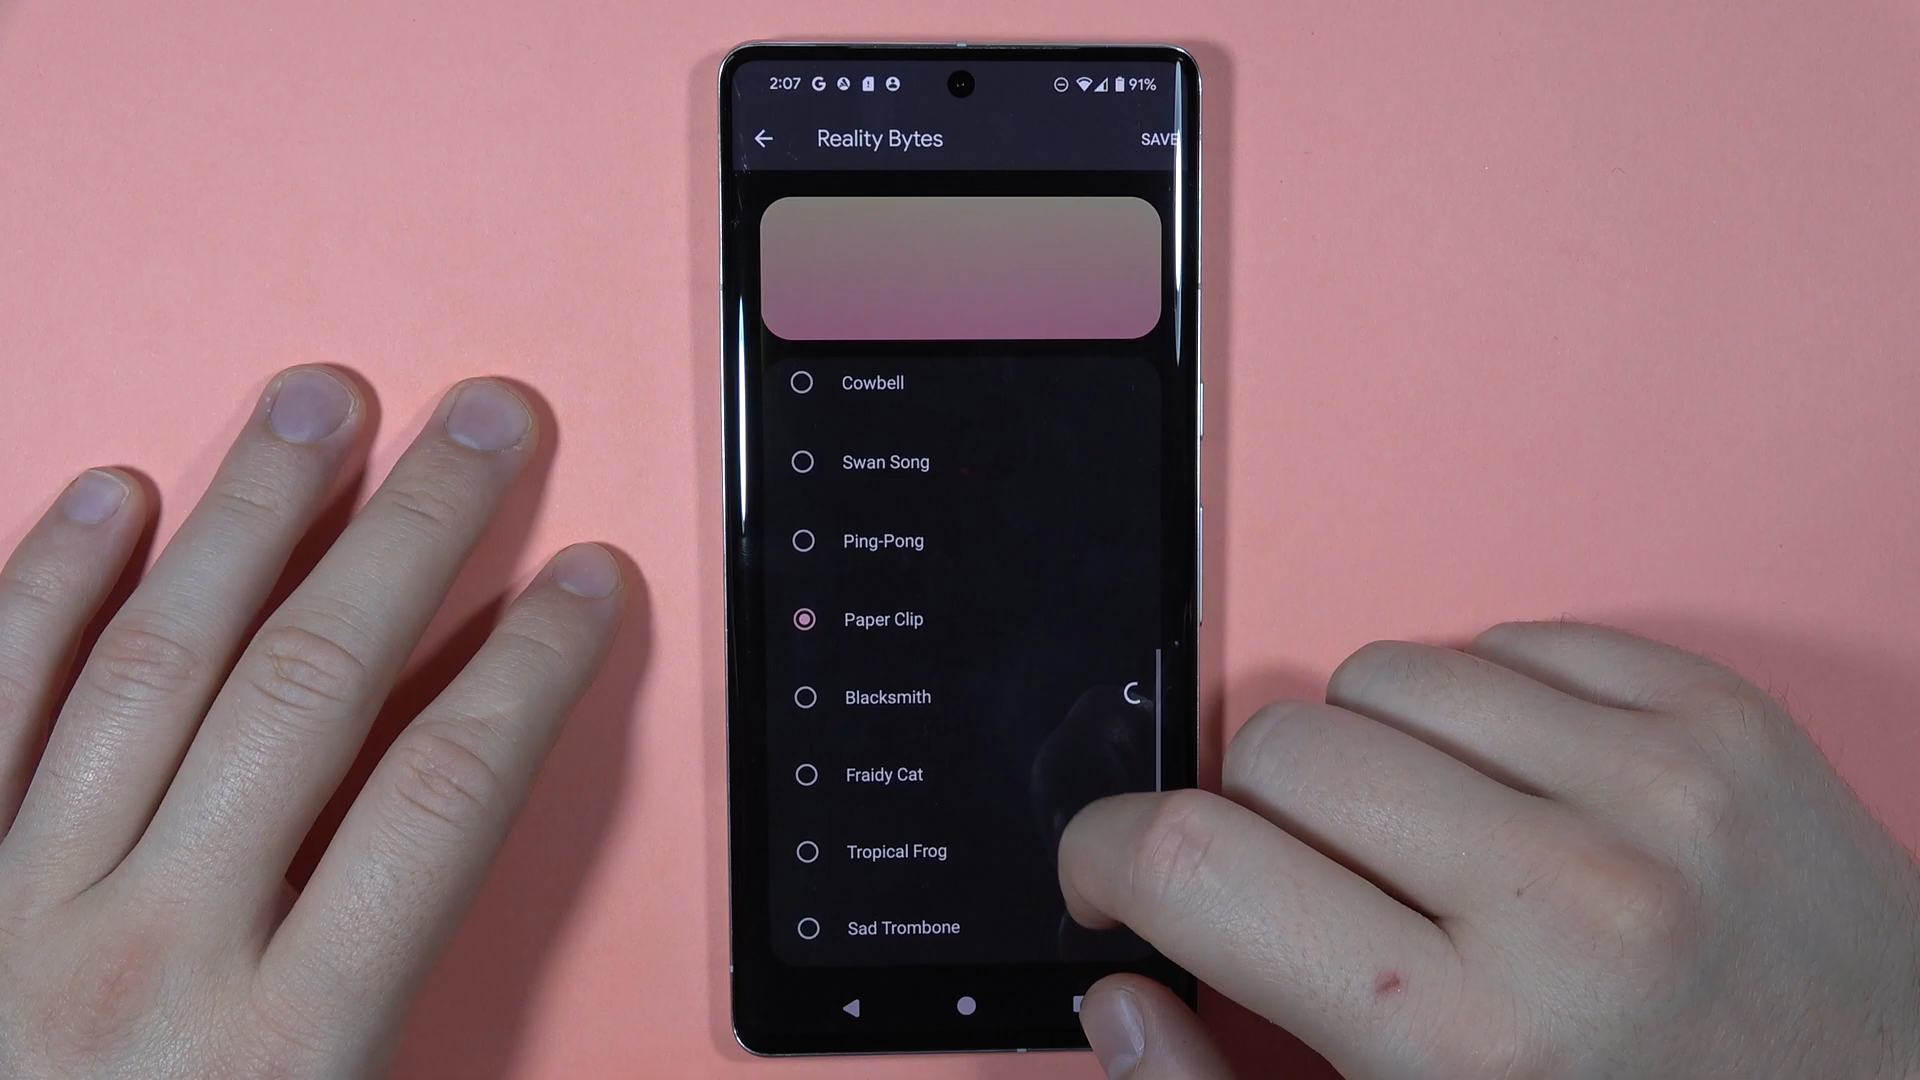 2:07 91%
Reality Bytes SAVE
Cowbell
Swan Song
Ping-Pong
Paper Clip
Blacksmith
Fraidy Cat
Tropical Frog
Sad Trombone